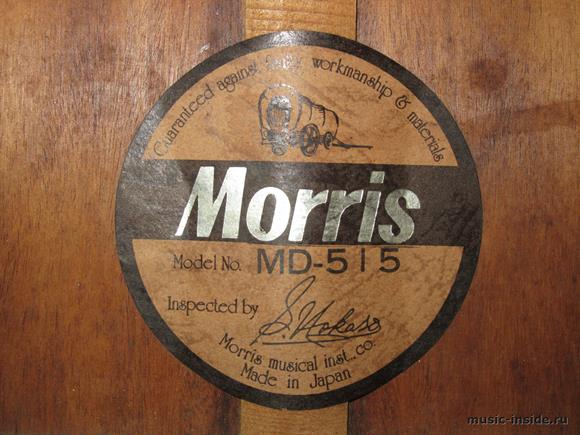 Guaranteed against faulty workmanship & materials
Morris
Model No. MD-515
Inspected by
Morris musical inst., co.
Made in Japan
music-inside.ru